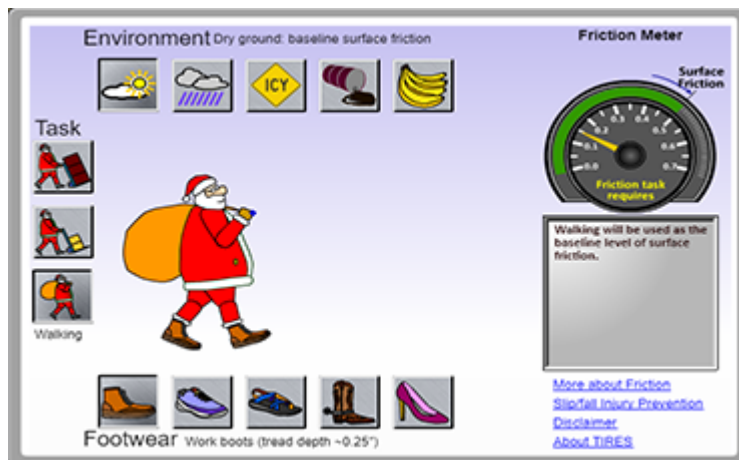 Environment Dry ground: baseline surface friction
Friction Meter
ICY
Surface
Friction
Task
0.0
0.1
0.2
0.3
0.4
0.5
0.6
0.7
Friction task
requires
Walking will be used as the
baseline level of surface
friction.
Walking
More about Friction
Slip/fall Injury Prevention
Disclaimer
About TIRES
Footwear Work boots (tread depth ~0.25")